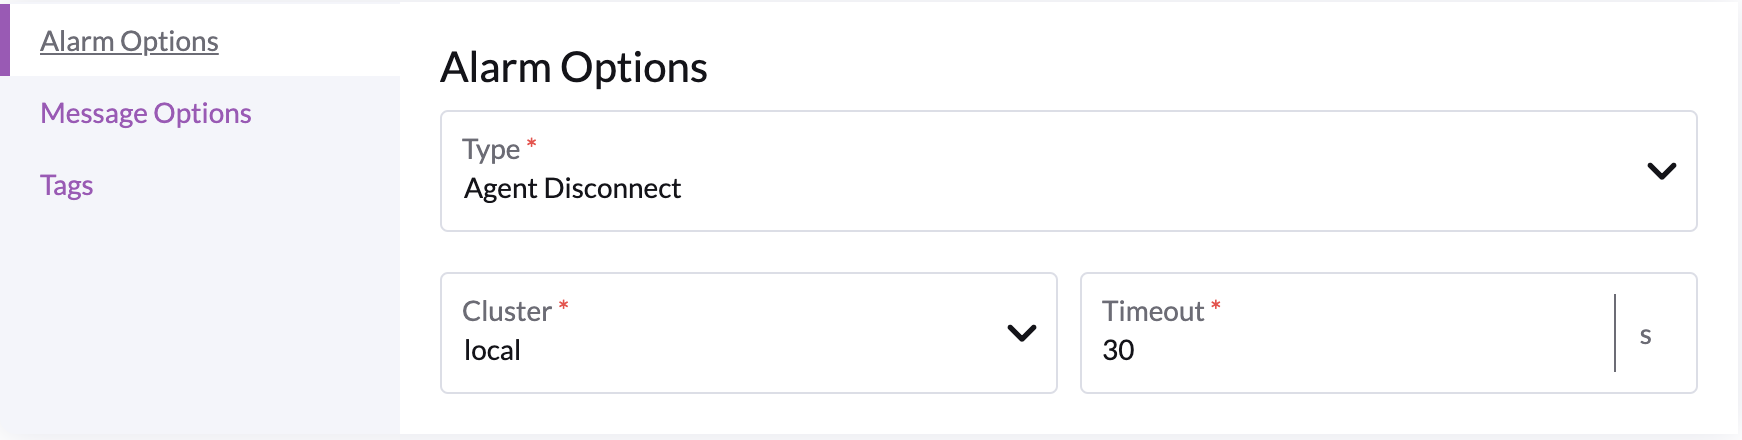 Alarm Options
Message Options
Tags
Alarm Options
Type *
Agent Disconnect
Cluster *
local
Timeout *
30
s